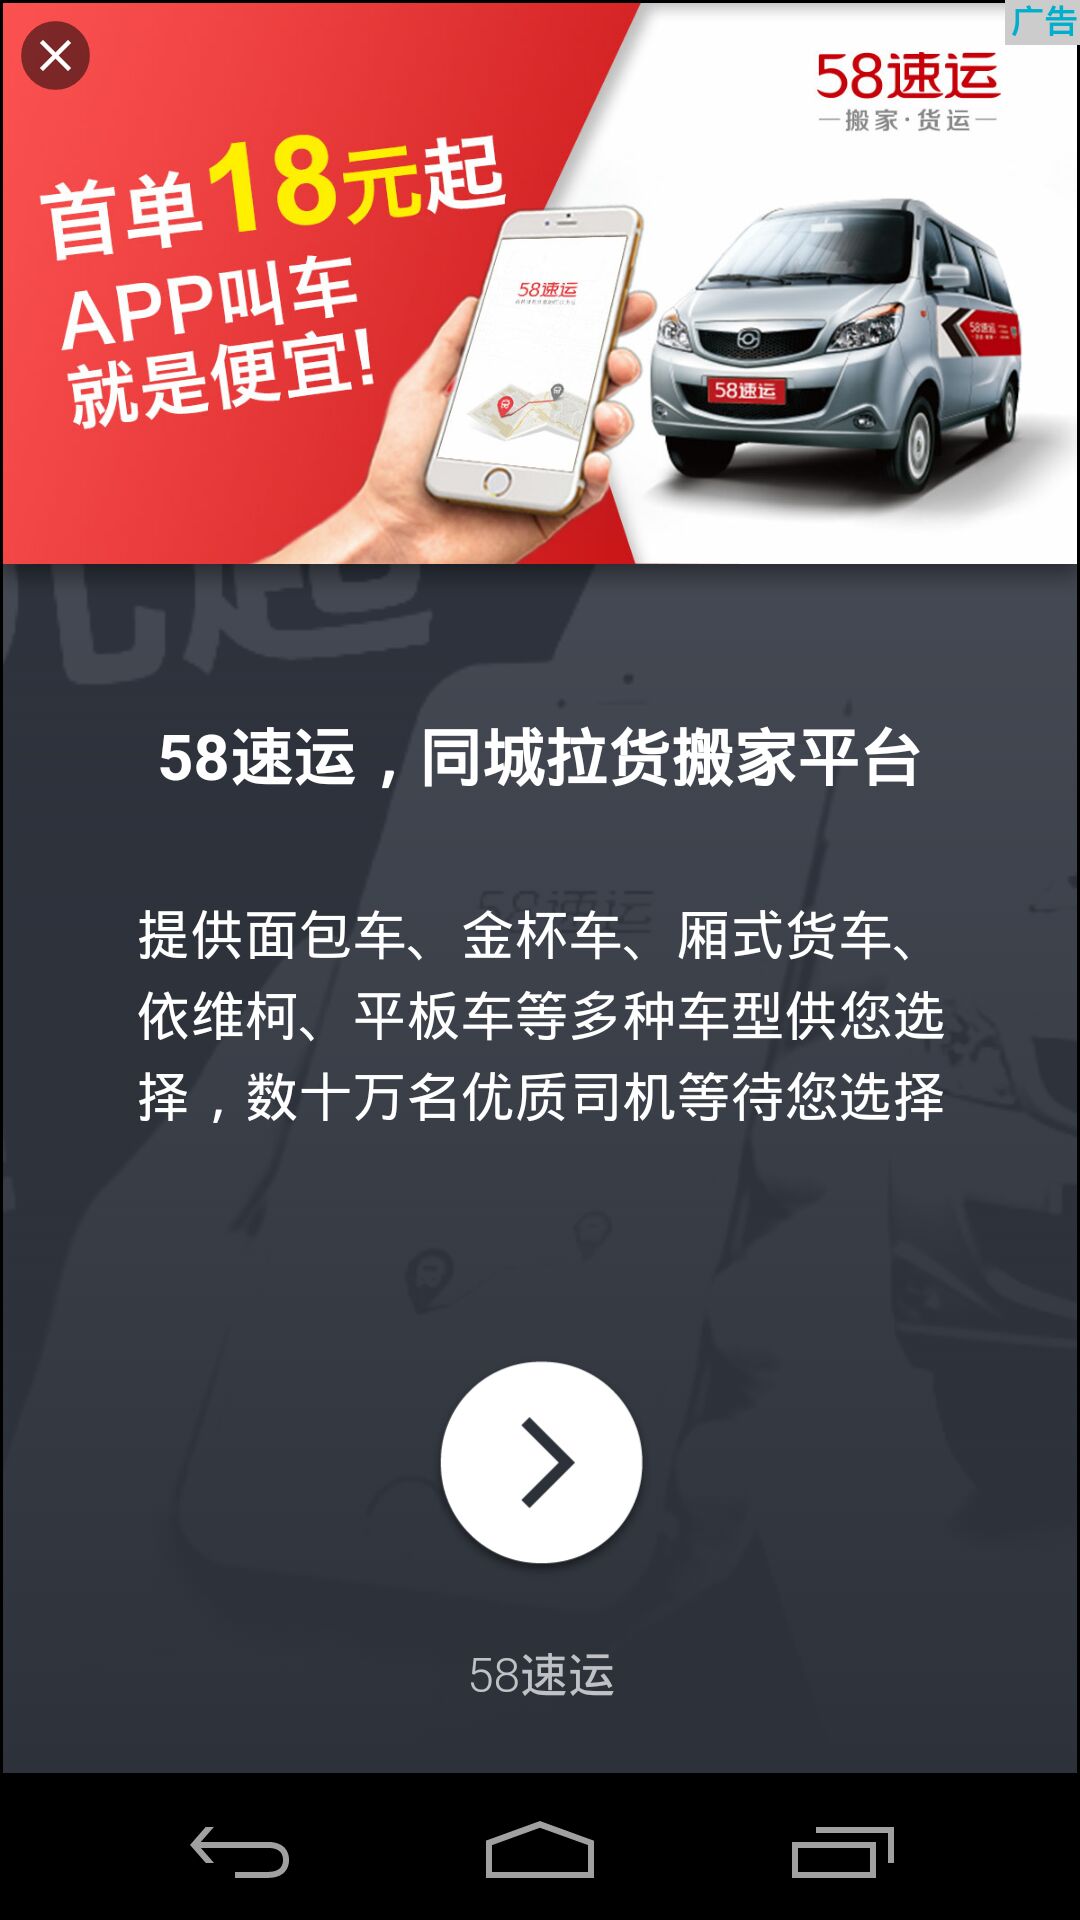 广告
58速运
搬家·货运
首单18元起
APP叫车
就是便宜!
58速运
58速运
58速运
58速运，同城拉货搬家平台
提供面包车、金杯车、厢式货车、
依维柯、平板车等多种车型供您选
择，数十万名优质司机等待您选择
58速运